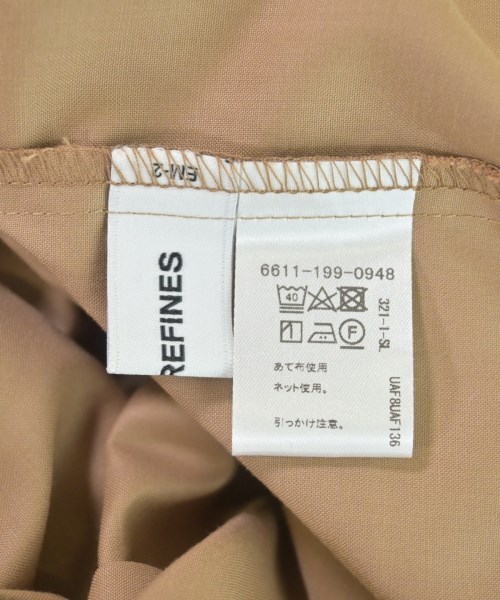 EM-2
REFINES
6611-199-0948
40
F
あて布使用
ネット使用。
引っかけ注意。
321-1-SL
UAF8UAF136